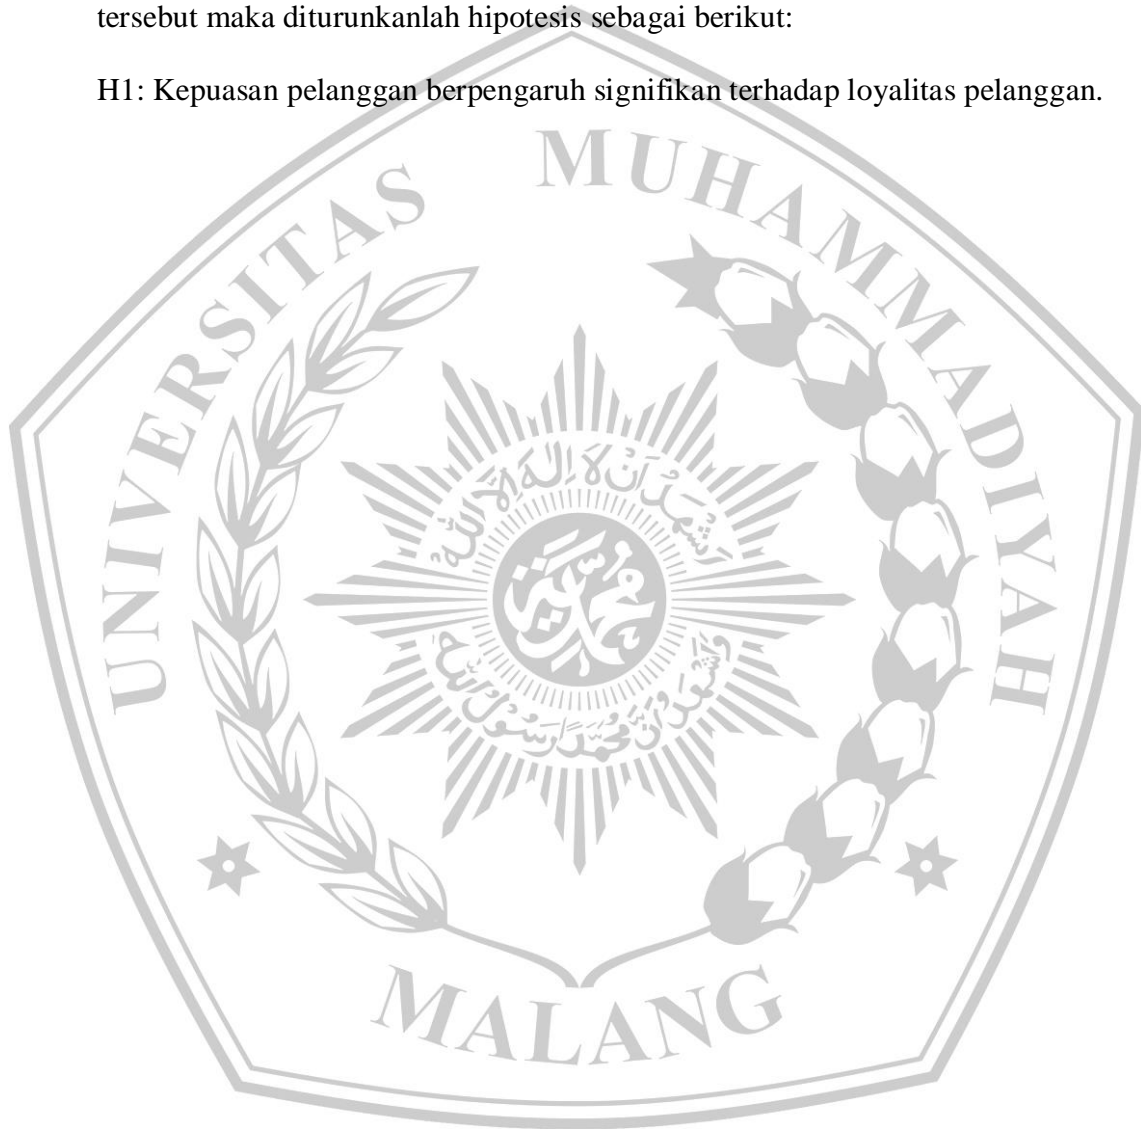 tersebut maka diturunkanlah hipotesis sebagai berikut:
H1: Kepuasan pelanggan berpengaruh signifikan terhadap loyalitas pelanggan.
UNIVERSITAS MUHAMMADIYAH
MALANG